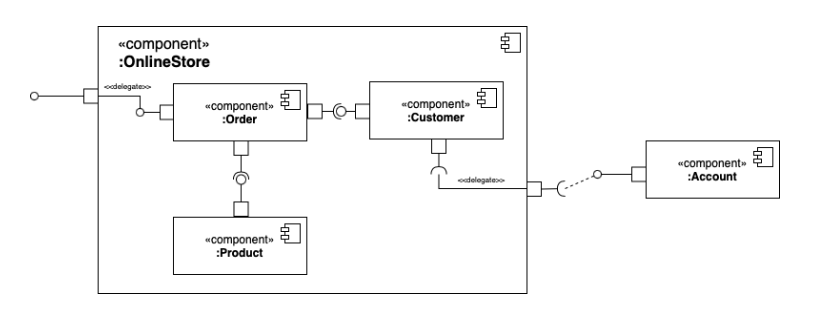 «component»
:OnlineStore
<<delegate>>
«component»
:Order
«component»
:Customer
«component»
:Account
<<delegate>>
«component»
:Product